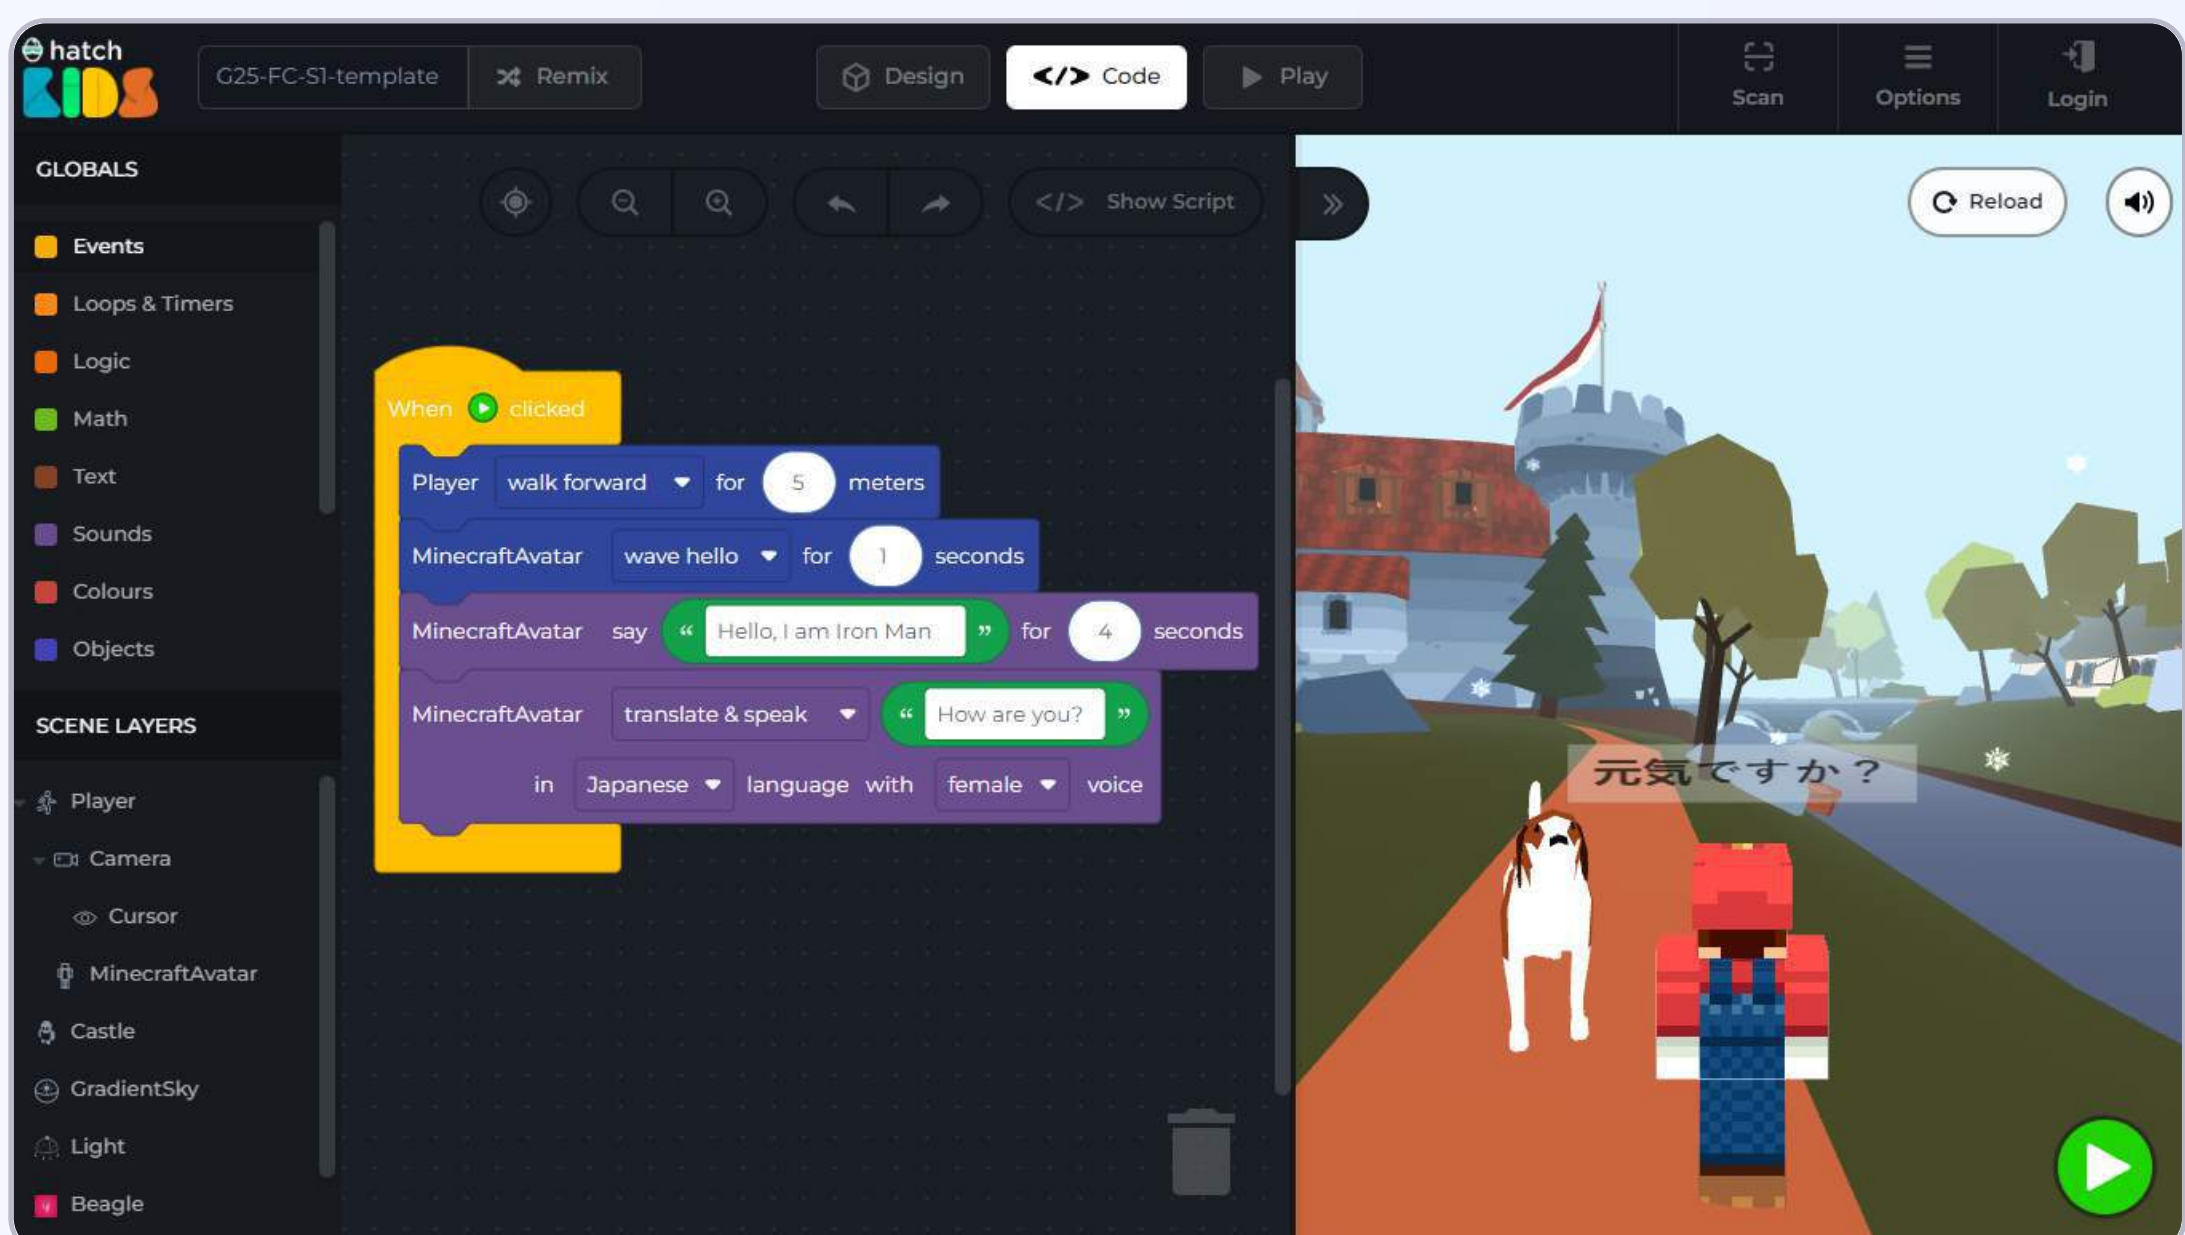 hatch
KIDS
G25-FC-S1-template
Remix
Design
</> Code
Play
Scan
Options
Login
GLOBALS
Events
Loops & Timers
Logic
Math
Text
Sounds
Colours
Objects
SCENE LAYERS
Player
Camera
Cursor
MinecraftAvatar
Castle
GradientSky
Light
Beagle
</> Show Script
When clicked
Player walk forward for 5 meters
MinecraftAvatar wave hello for 1 seconds
MinecraftAvatar say “ Hello, I am Iron Man ” for 4 seconds
MinecraftAvatar translate & speak “ How are you? ”
in Japanese language with female voice
Reload
元気ですか？